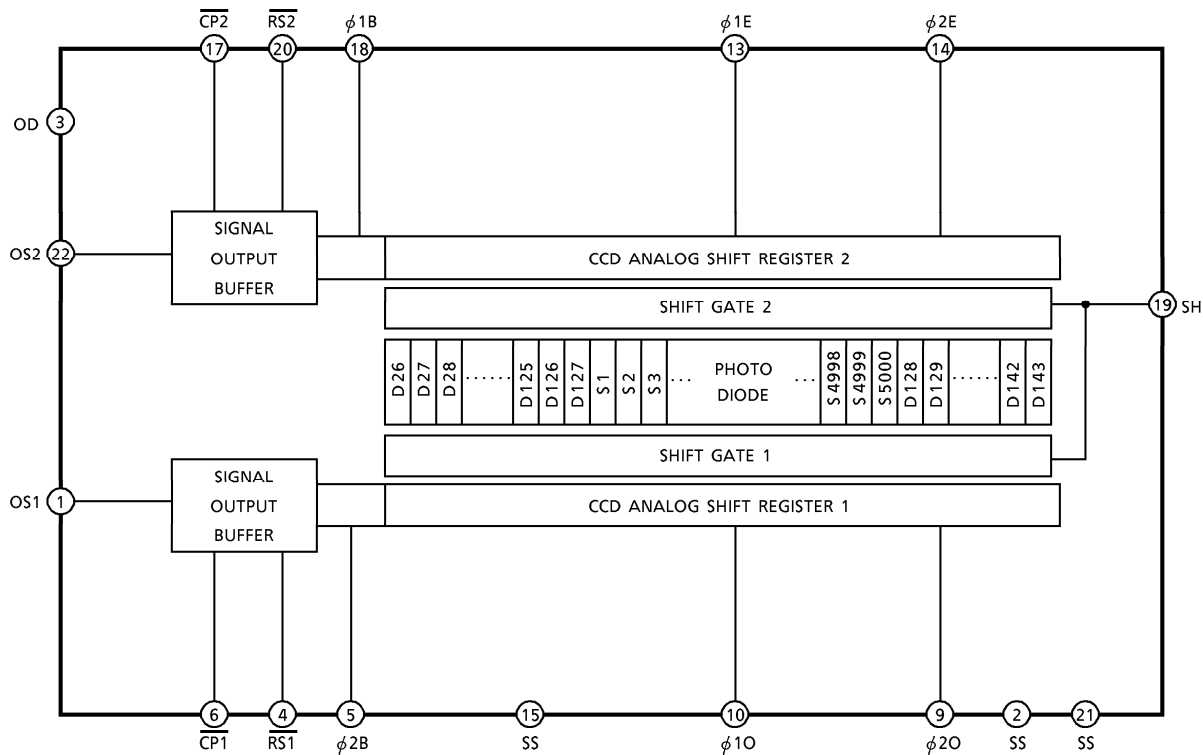 CP2 RS2 ϕ1B ϕ1E ϕ2E
17 20 18 13 14
OD 3
SIGNAL
OUTPUT
BUFFER
OS2 22
CCD ANALOG SHIFT REGISTER 2
SHIFT GATE 2
19 SH
D26 D27 D28 ...... D125 D126 D127 S1 S2 S3 ... PHOTO DIODE ... S4998 S4999 S5000 D128 D129 ...... D142 D143
SHIFT GATE 1
SIGNAL
OUTPUT
BUFFER
OS1 1
CCD ANALOG SHIFT REGISTER 1
6 4 5 15 10 9 2 21
CP1 RS1 ϕ2B SS ϕ1O ϕ2O SS SS